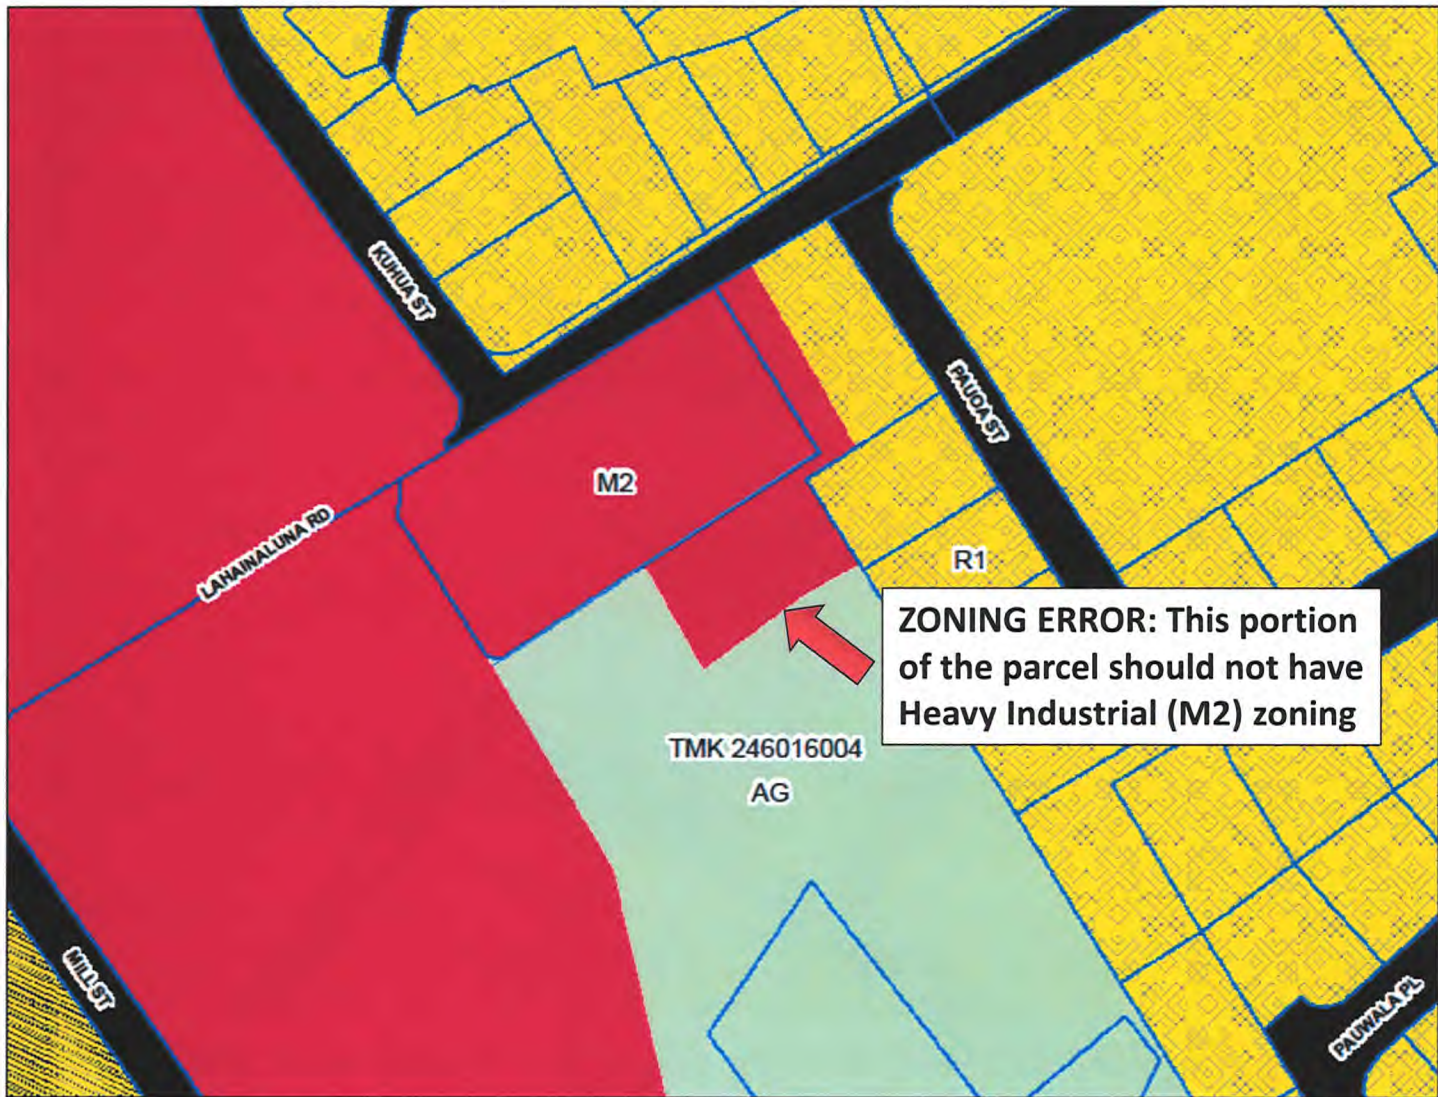 KUHUA ST
PAUOA ST
M2
LAHAINALUNA RD
R1
ZONING ERROR: This portion
of the parcel should not have
Heavy Industrial (M2) zoning
TMK 246016004
AG
MILL ST
PAUWALA PL